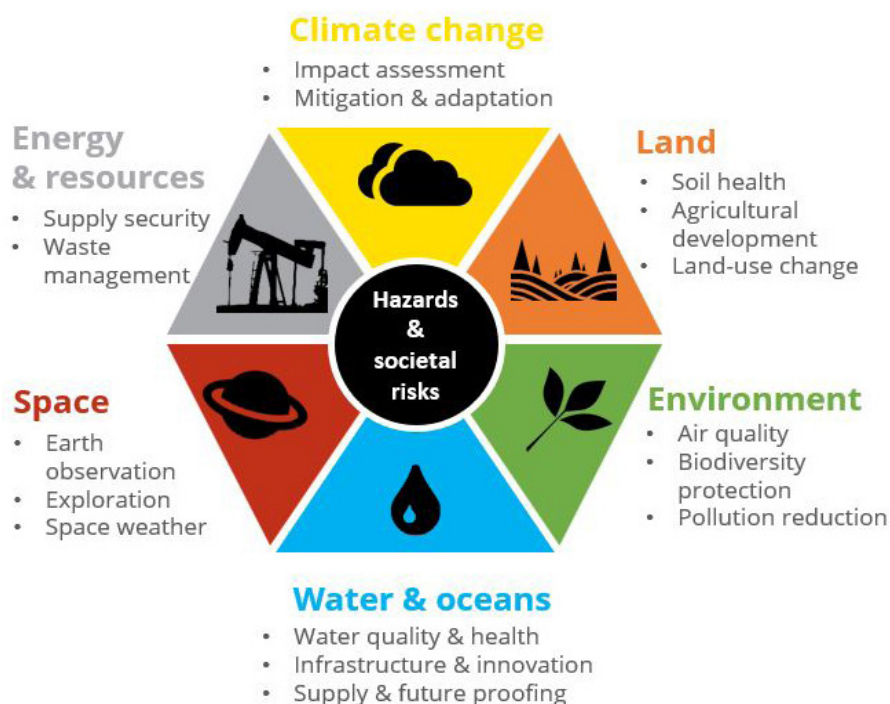 Climate change
• Impact assessment
• Mitigation & adaptation
Energy
& resources
• Supply security
• Waste
management
Land
• Soil health
• Agricultural
development
• Land-use change
Hazards
&
societal
risks
Space
• Earth
observation
• Exploration
• Space weather
Environment
• Air quality
• Biodiversity
protection
• Pollution reduction
Water & oceans
• Water quality & health
• Infrastructure & innovation
• Supply & future proofing